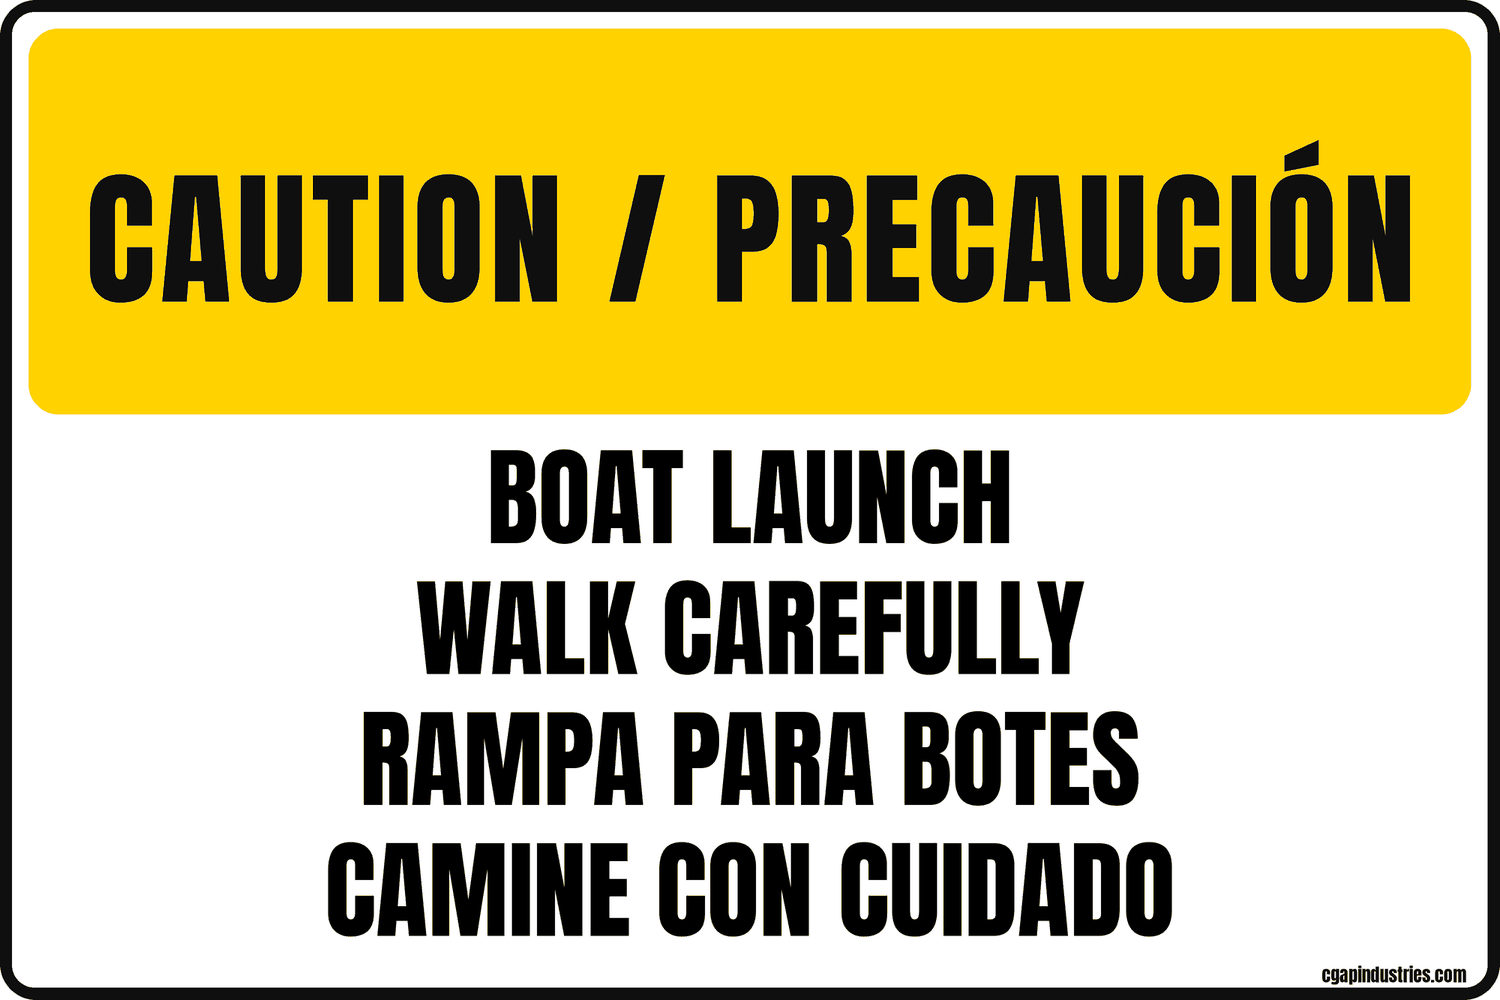 CAUTION / PRECAUCIÓN
BOAT LAUNCH
WALK CAREFULLY
RAMPA PARA BOTES
CAMINE CON CUIDADO
cgapindustries.com